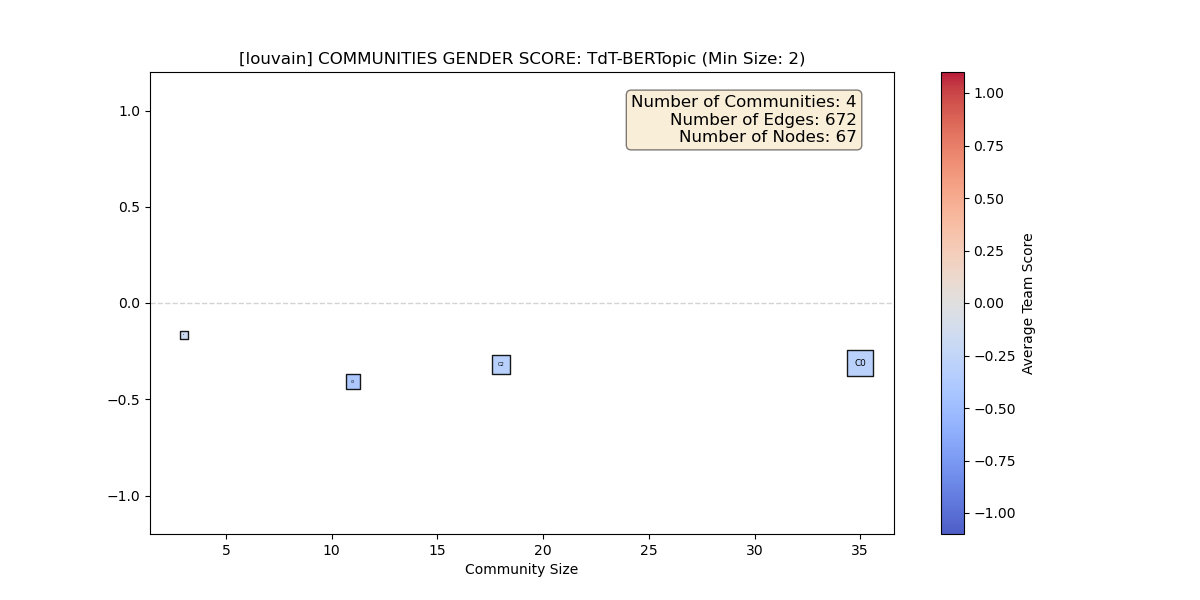 [louvain] COMMUNITIES GENDER SCORE: TdT-BERTopic (Min Size: 2)
Number of Communities: 4
Number of Edges: 672
Number of Nodes: 67
1.0
0.5
0.0
−0.5
−1.0
C2
C0
5
10
15
20
25
30
35
Community Size
1.00
0.75
0.50
0.25
0.00
−0.25
−0.50
−0.75
−1.00
Average Team Score